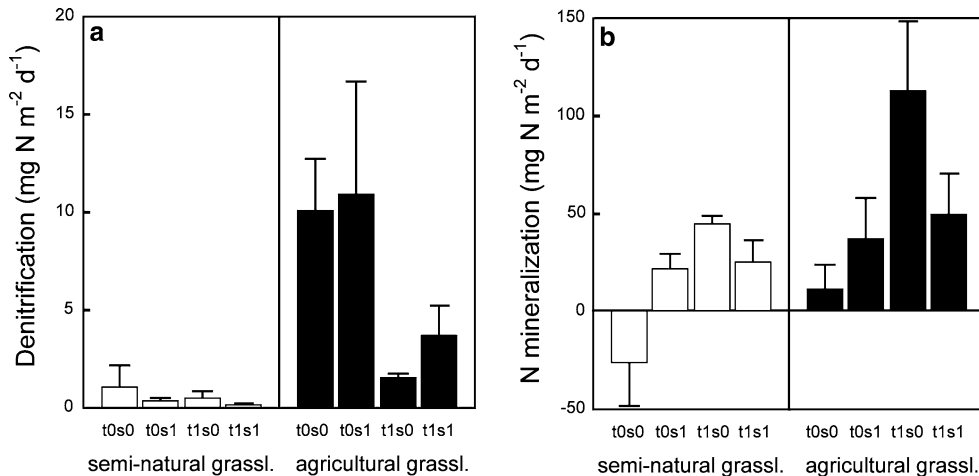 a
Denitrification (mg N m⁻² d⁻¹)
20
15
10
5
0
t0s0 t0s1 t1s0 t1s1 t0s0 t0s1 t1s0 t1s1
semi-natural grassl. agricultural grassl.
b
N mineralization (mg N m⁻² d⁻¹)
150
100
50
0
-50
t0s0 t0s1 t1s0 t1s1 t0s0 t0s1 t1s0 t1s1
semi-natural grassl. agricultural grassl.